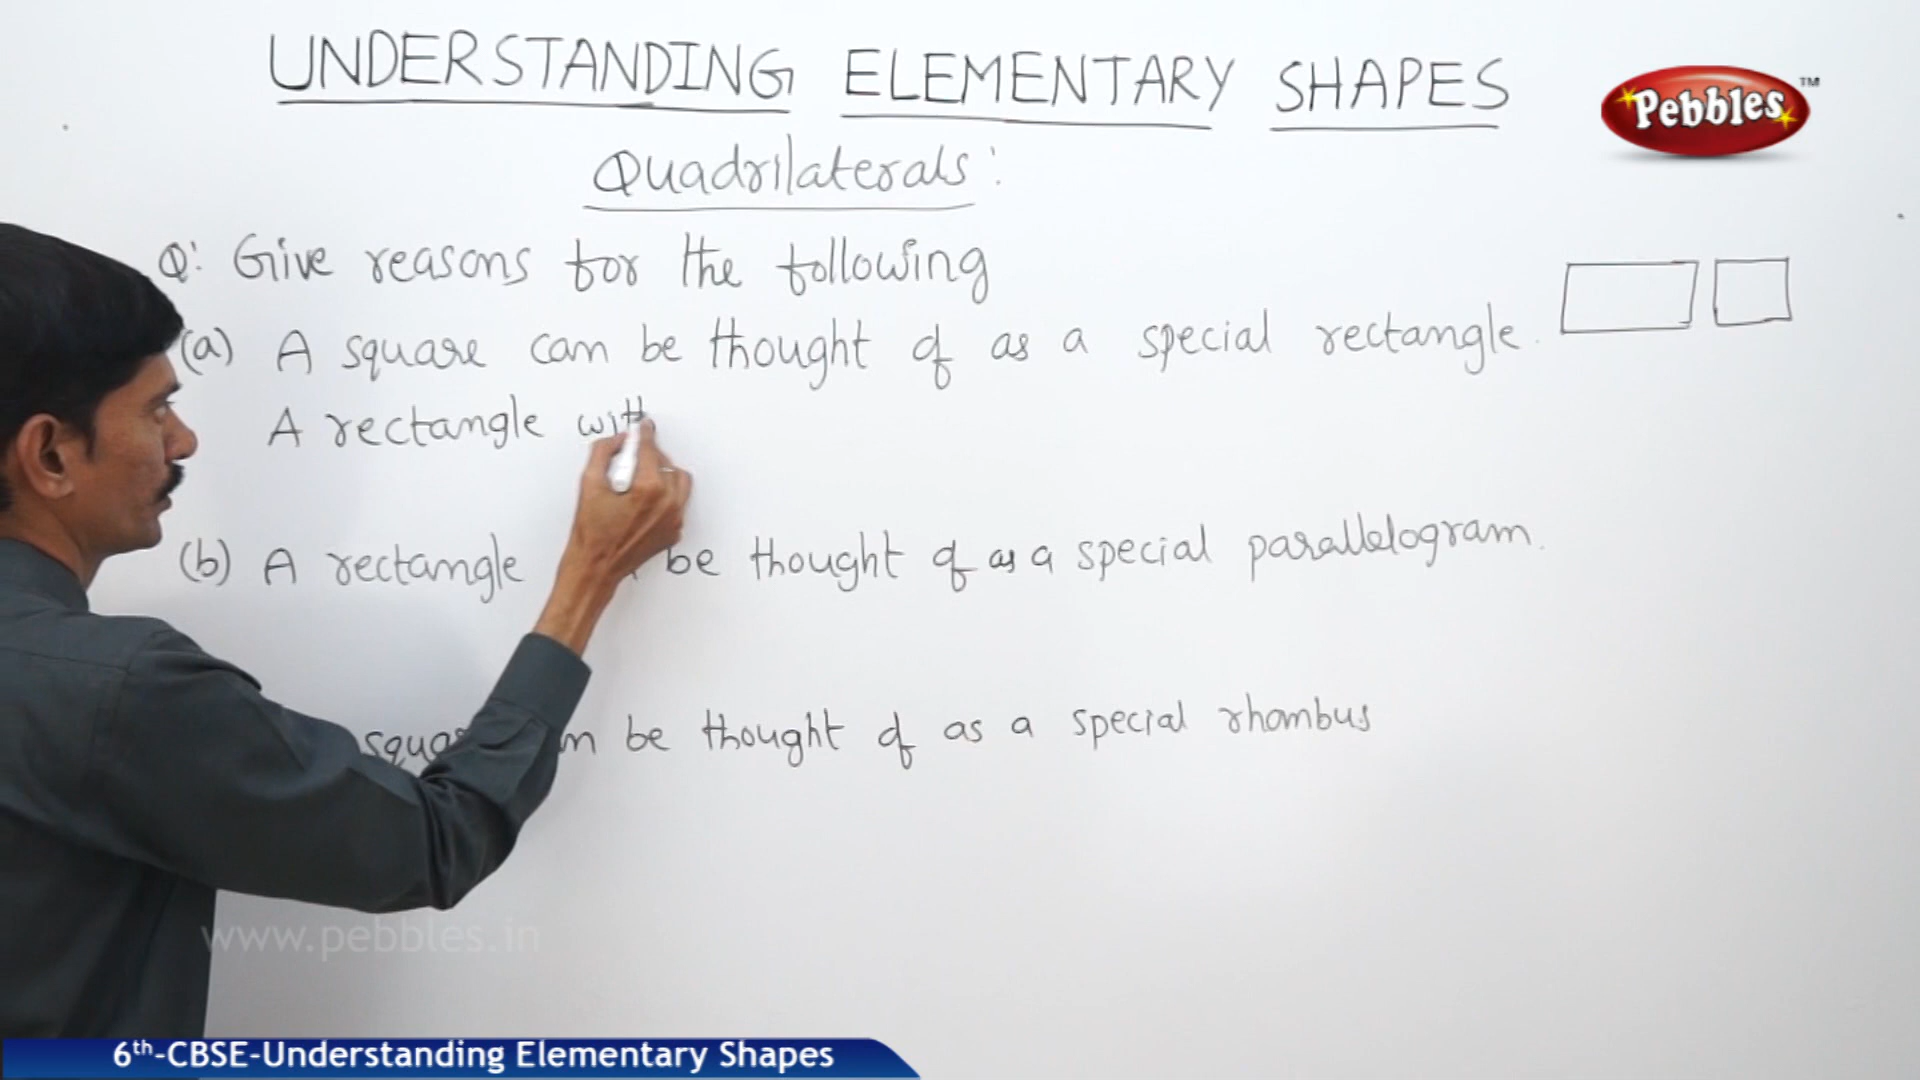 UNDERSTANDING ELEMENTARY SHAPES
Pebbles™
Quadrilaterals:
Q: Give reasons for the following
(a) A square can be thought of as a special rectangle.
A rectangle with
(b) A rectangle be thought of as a special parallelogram.
be thought of as a special rhombus
www.pebbles.in
6th-CBSE-Understanding Elementary Shapes